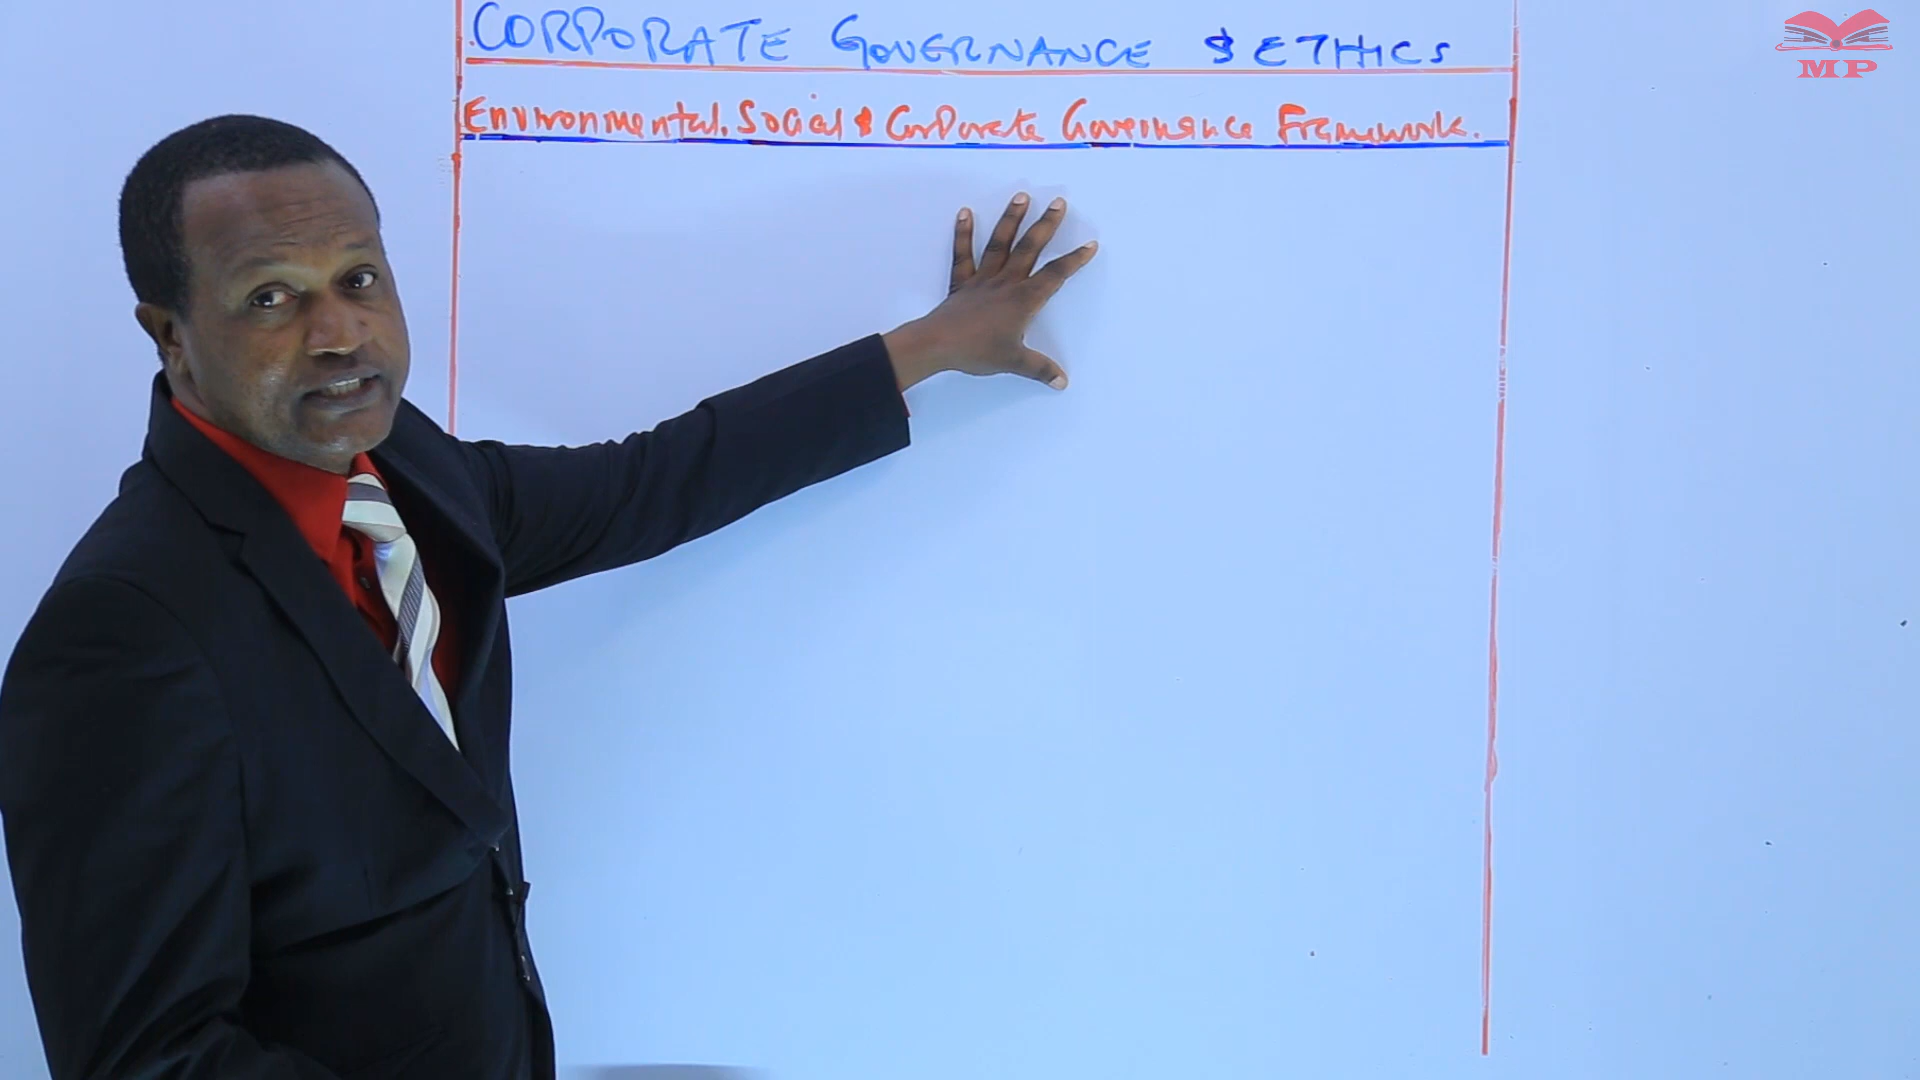 CORPORATE GOVERNANCE & ETHICS
Environmental, Social & Corporate Governance Framework.
MP